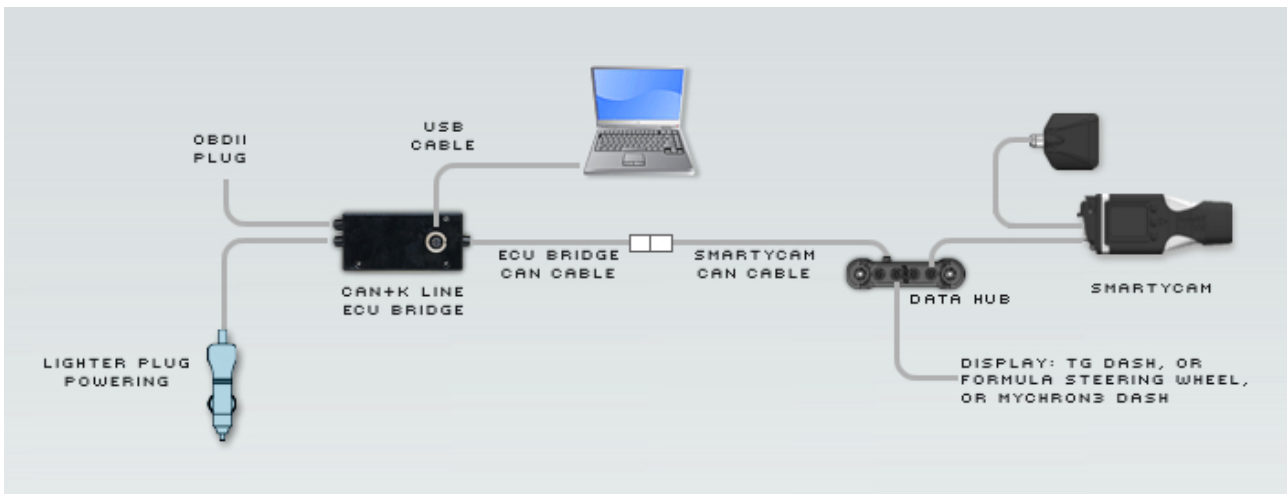 OBDII
PLUG
USB
CABLE
CAN+K LINE
ECU BRIDGE
LIGHTER PLUG
POWERING
ECU BRIDGE
CAN CABLE
SMARTYCAM
CAN CABLE
DATA HUB
SMARTYCAM
DISPLAY: TG DASH, OR
FORMULA STEERING WHEEL,
OR MYCHRON3 DASH